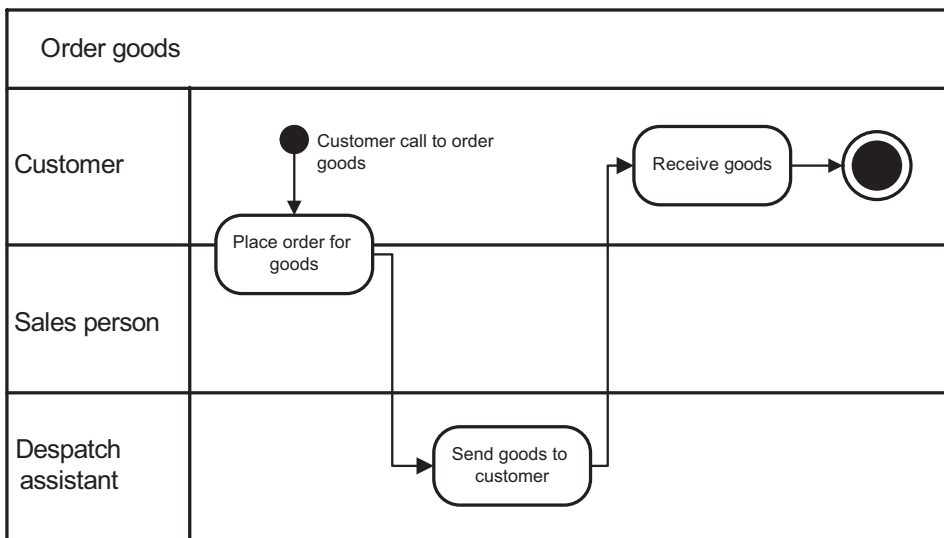 Order goods
Customer
Customer call to order
goods
Receive goods
Place order for
goods
Sales person
Despatch
assistant
Send goods to
customer